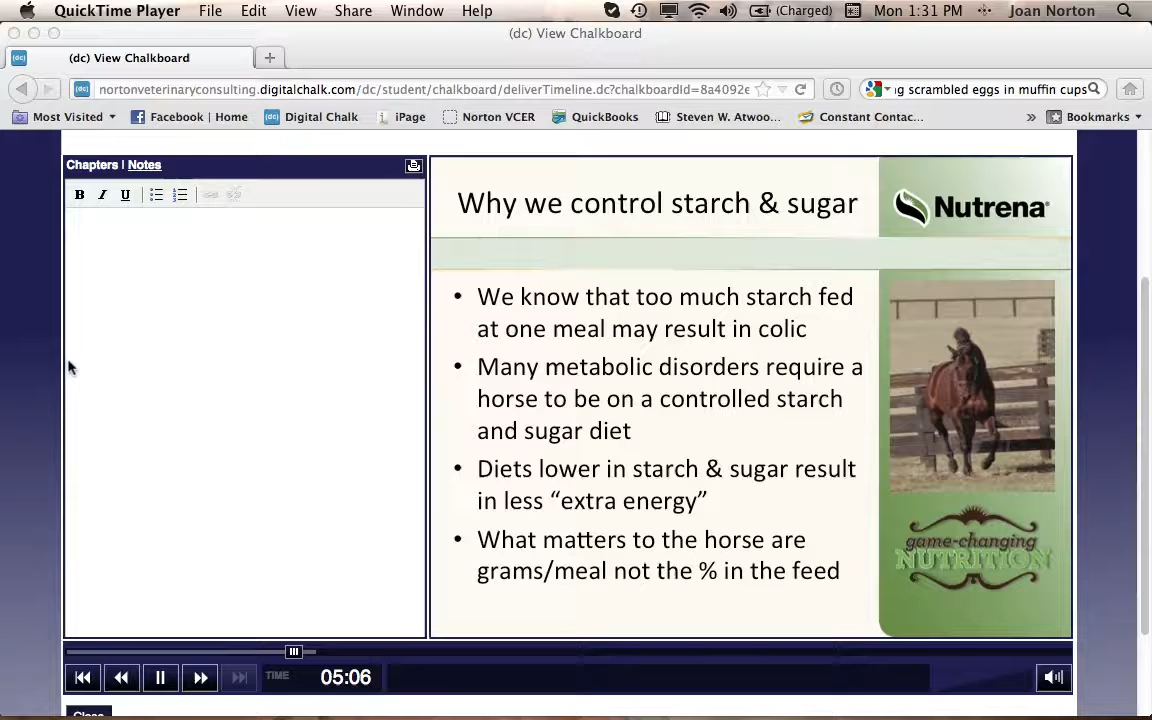 QuickTime Player File Edit View Share Window Help (Charged) Mon 1:31 PM Joan Norton
(dc) View Chalkboard
(dc) (dc) View Chalkboard
(dc) nortonveterinaryconsulting.digitalchalk.com/dc/student/chalkboard/deliverTimeline.dc?chalkboardId=8a4092e g scrambled eggs in muffin cups
Most Visited Facebook | Home (dc) Digital Chalk iPage Norton VCER QuickBooks Steven W. Atwoo... Constant Contac... » Bookmarks
Chapters | Notes
B I U
Why we control starch & sugar
Nutrena®
• We know that too much starch fed
at one meal may result in colic
• Many metabolic disorders require a
horse to be on a controlled starch
and sugar diet
• Diets lower in starch & sugar result
in less “extra energy”
• What matters to the horse are
grams/meal not the % in the feed
game-changing
NUTRITION
TIME 05:06
Close